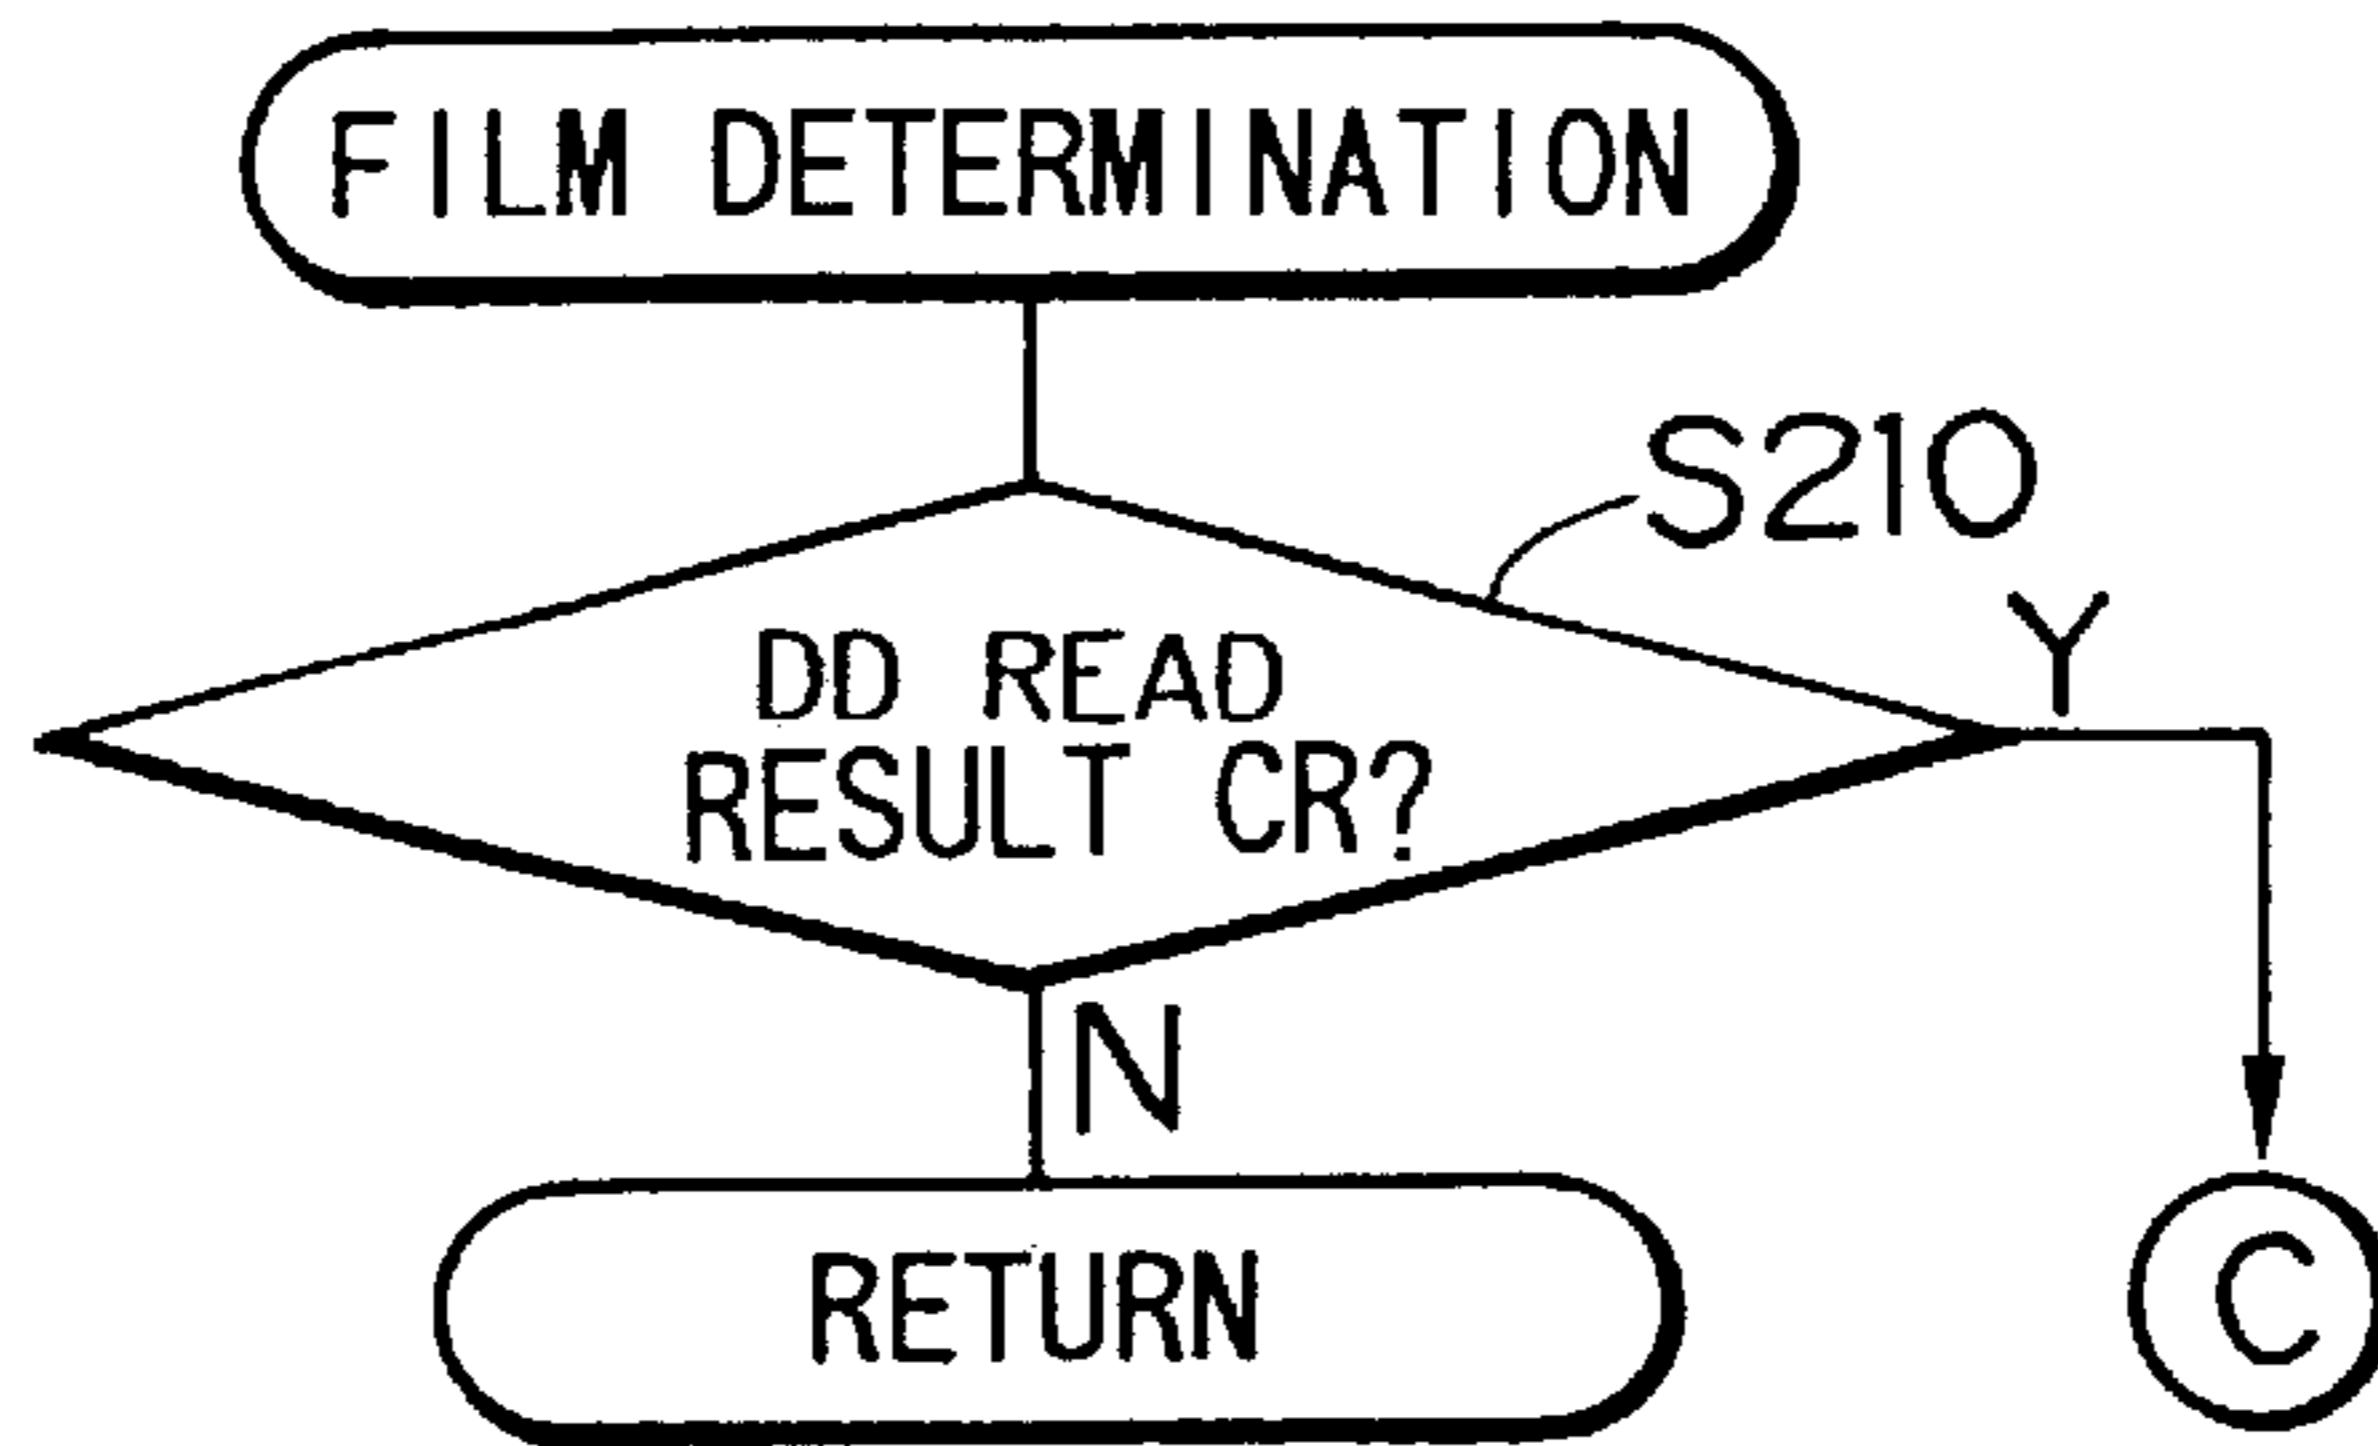 FILM DETERMINATION
S210
Y
DD READ
RESULT CR?
N
RETURN
C